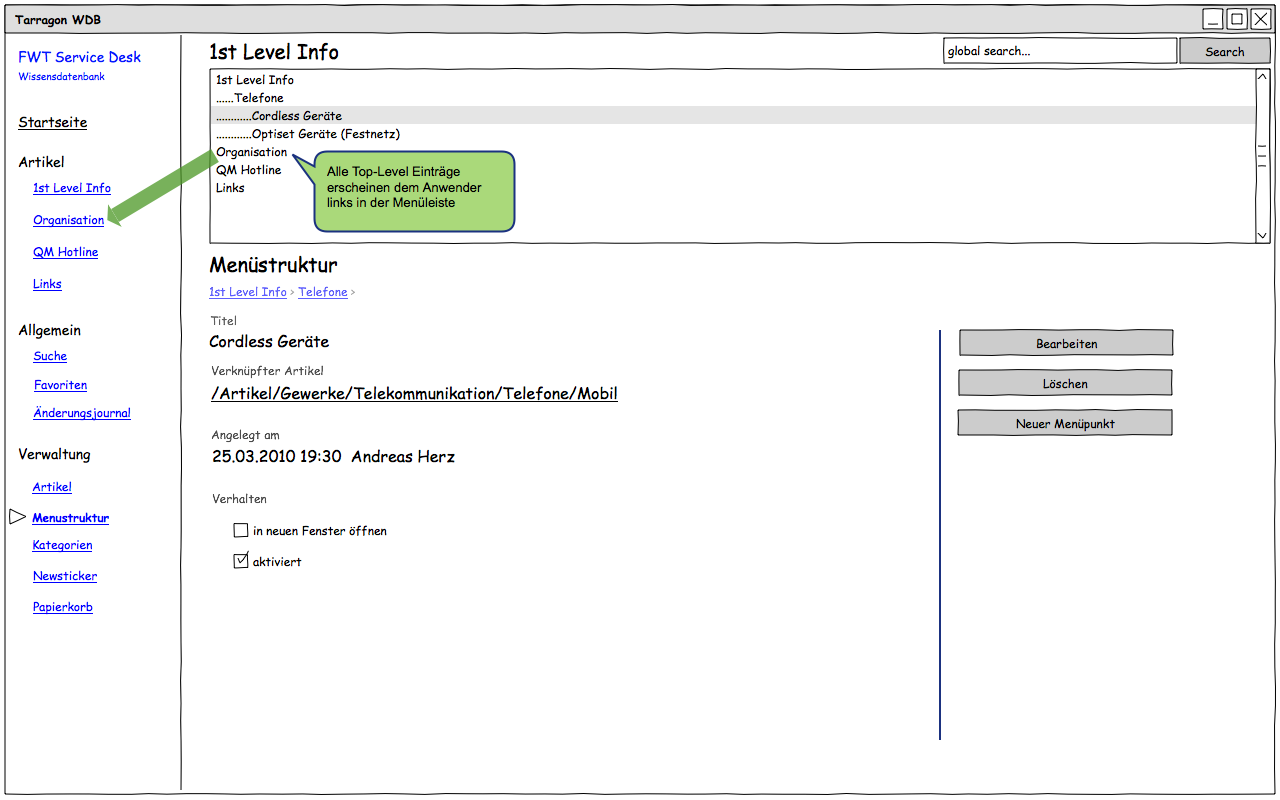 Tarragon WDB
FWT Service Desk
Wissensdatenbank
Startseite
Artikel
1st Level Info
Organisation
QM Hotline
Links
Allgemein
Suche
Favoriten
Änderungsjournal
Verwaltung
Artikel
Menustruktur
Kategorien
Newsticker
Papierkorb
1st Level Info
global search...
Search
1st Level Info
......Telefone
............Cordless Geräte
............Optiset Geräte (Festnetz)
Organisation
QM Hotline
Links
Alle Top-Level Einträge
erscheinen dem Anwender
links in der Menüleiste
Menüstruktur
1st Level Info > Telefone >
Titel
Cordless Geräte
Verknüpfter Artikel
/Artikel/Gewerke/Telekommunikation/Telefone/Mobil
Angelegt am
25.03.2010 19:30 Andreas Herz
Verhalten
in neuen Fenster öffnen
aktiviert
Bearbeiten
Löschen
Neuer Menüpunkt